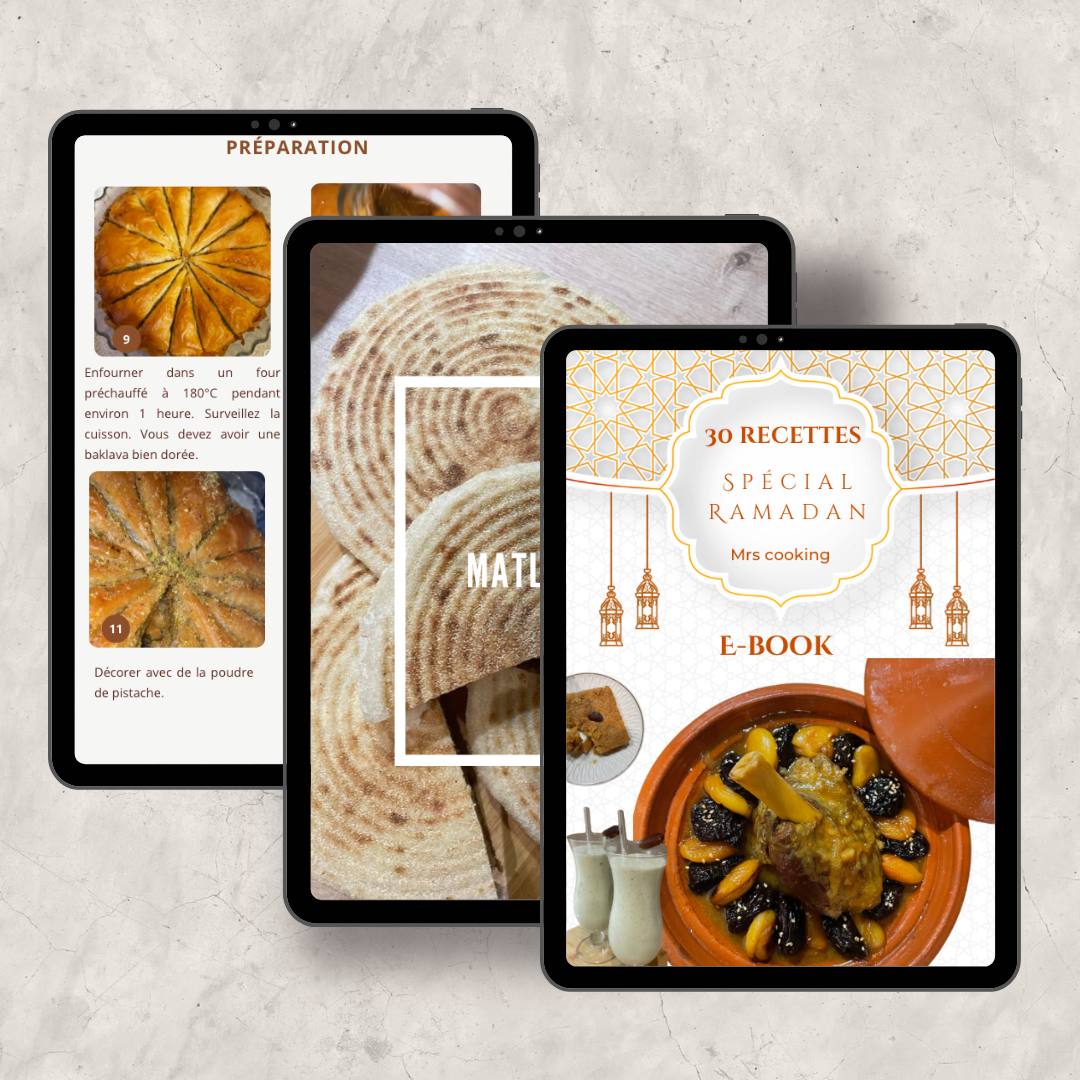 PRÉPARATION
9
Enfourner dans un four
préchauffé à 180°C pendant
environ 1 heure. Surveillez la
cuisson. Vous devez avoir une
baklava bien dorée.
11
Décorer avec de la poudre
de pistache.
MATL
30 RECETTES
SPÉCIAL
RAMADAN
Mrs cooking
E-BOOK